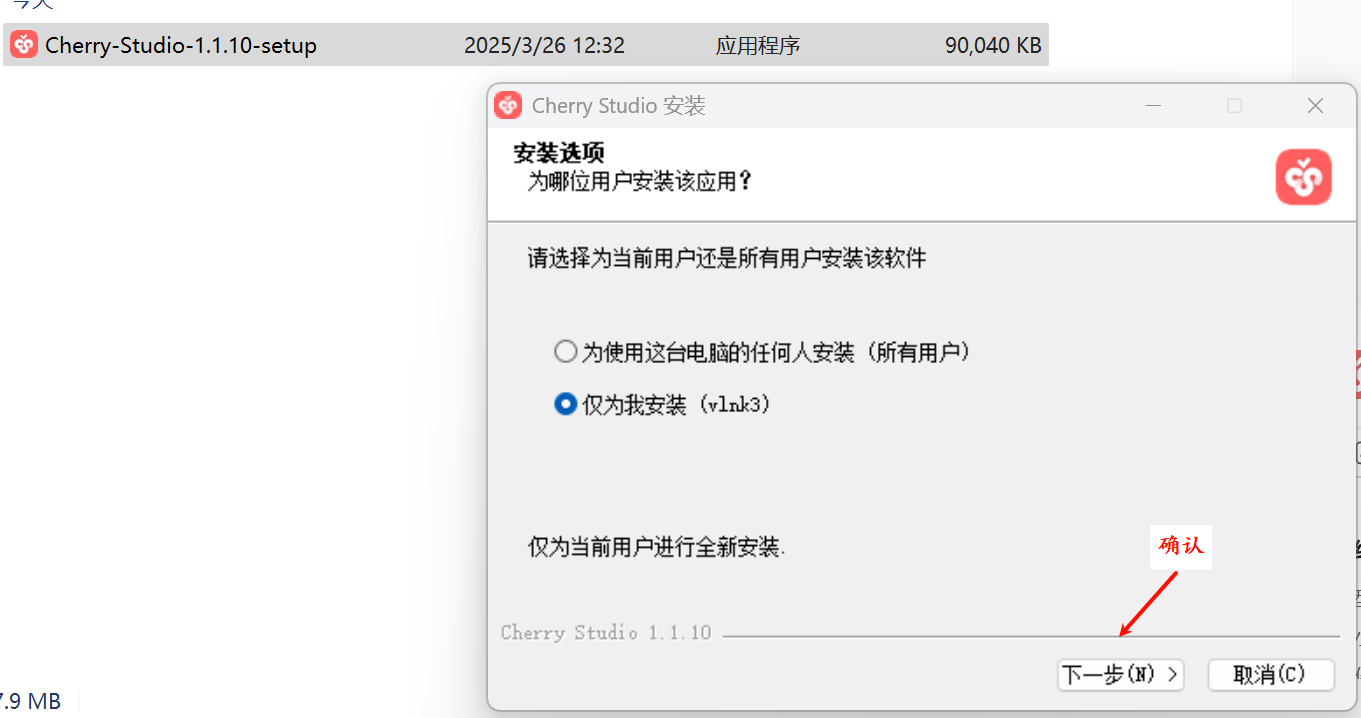 今天
Cherry-Studio-1.1.10-setup 2025/3/26 12:32 应用程序 90,040 KB
Cherry Studio 安装
安装选项
为哪位用户安装该应用？
请选择为当前用户还是所有用户安装该软件
为使用这台电脑的任何人安装（所有用户）
仅为我安装（vlnk3）
仅为当前用户进行全新安装.
确认
Cherry Studio 1.1.10
下一步(N) >
取消(C)
7.9 MB